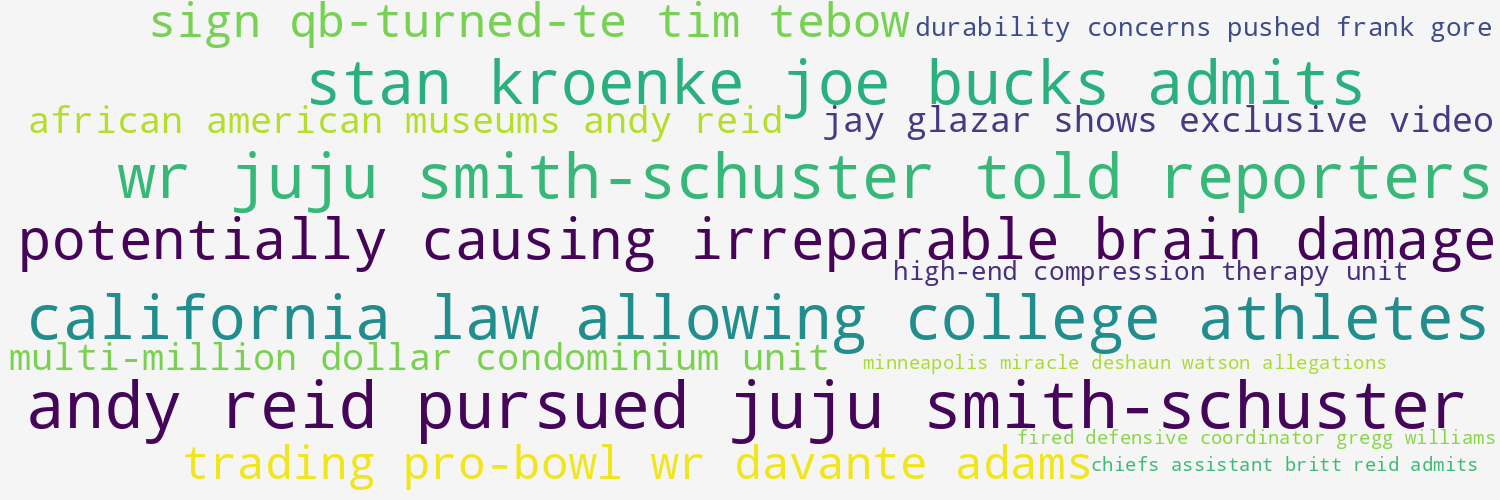 sign qb-turned-te tim tebow
durability concerns pushed frank gore
stan kroenke joe bucks admits
african american museums andy reid
jay glazar shows exclusive video
wr juju smith-schuster told reporters
potentially causing irreparable brain damage
high-end compression therapy unit
california law allowing college athletes
multi-million dollar condominium unit
minneapolis miracle deshaun watson allegations
andy reid pursued juju smith-schuster
fired defensive coordinator gregg williams
trading pro-bowl wr davante adams
chiefs assistant britt reid admits